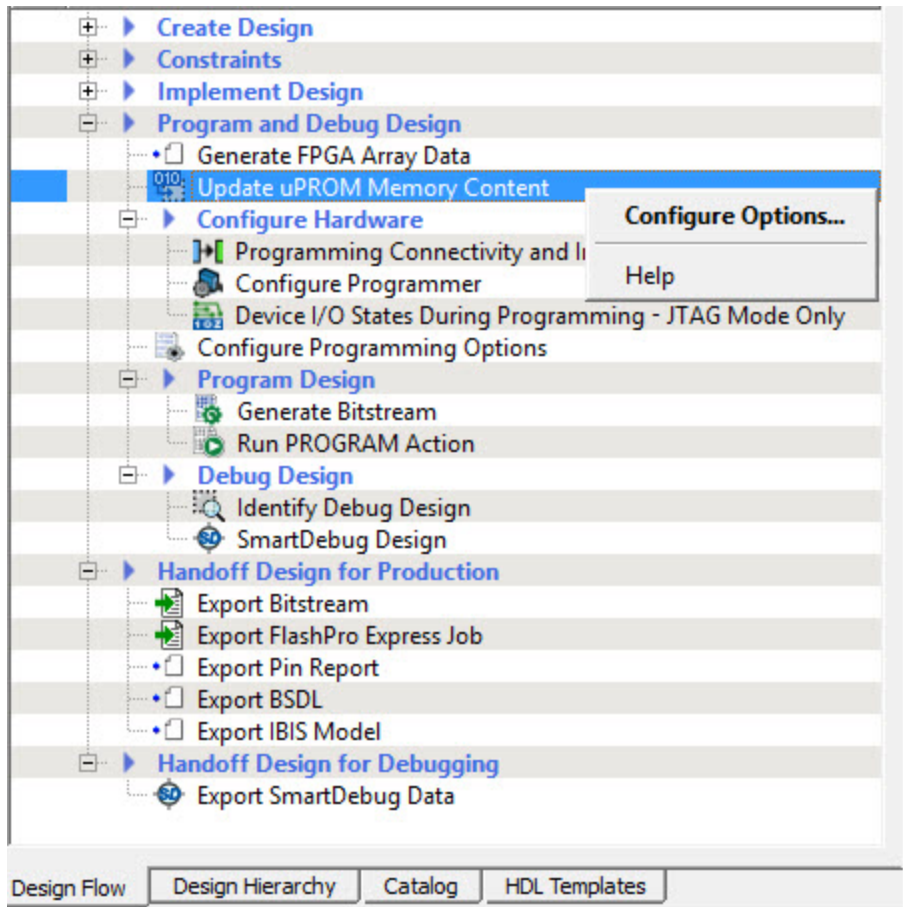 Create Design
Constraints
Implement Design
Program and Debug Design
Generate FPGA Array Data
010
Update uPROM Memory Content
Configure Options...
Configure Hardware
Programming Connectivity and
Help
Configure Programmer
Device I/O States During Programming - JTAG Mode Only
Configure Programming Options
Program Design
Generate Bitstream
Run PROGRAM Action
Debug Design
Identify Debug Design
SD SmartDebug Design
Handoff Design for Production
Export Bitstream
Export FlashPro Express Job
Export Pin Report
Export BSDL
Export IBIS Model
Handoff Design for Debugging
SD Export SmartDebug Data
Design Flow Design Hierarchy Catalog HDL Templates